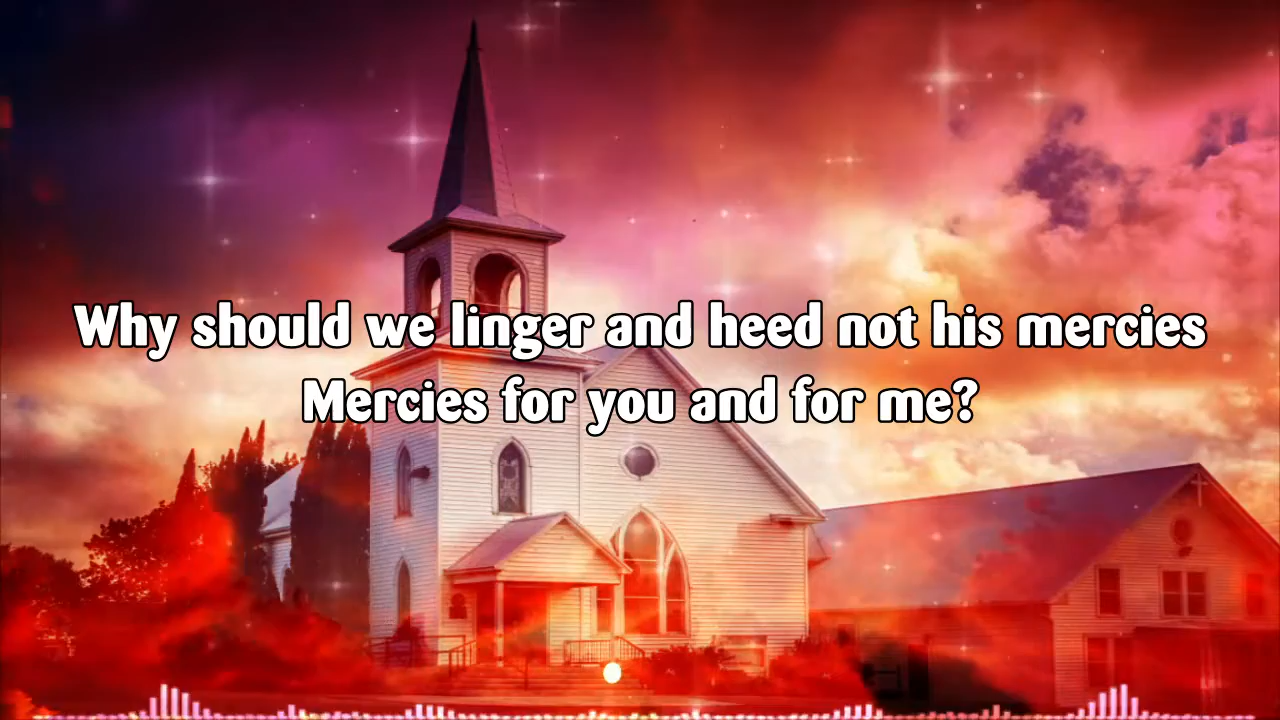 Why should we linger and heed not his mercies
Mercies for you and for me?